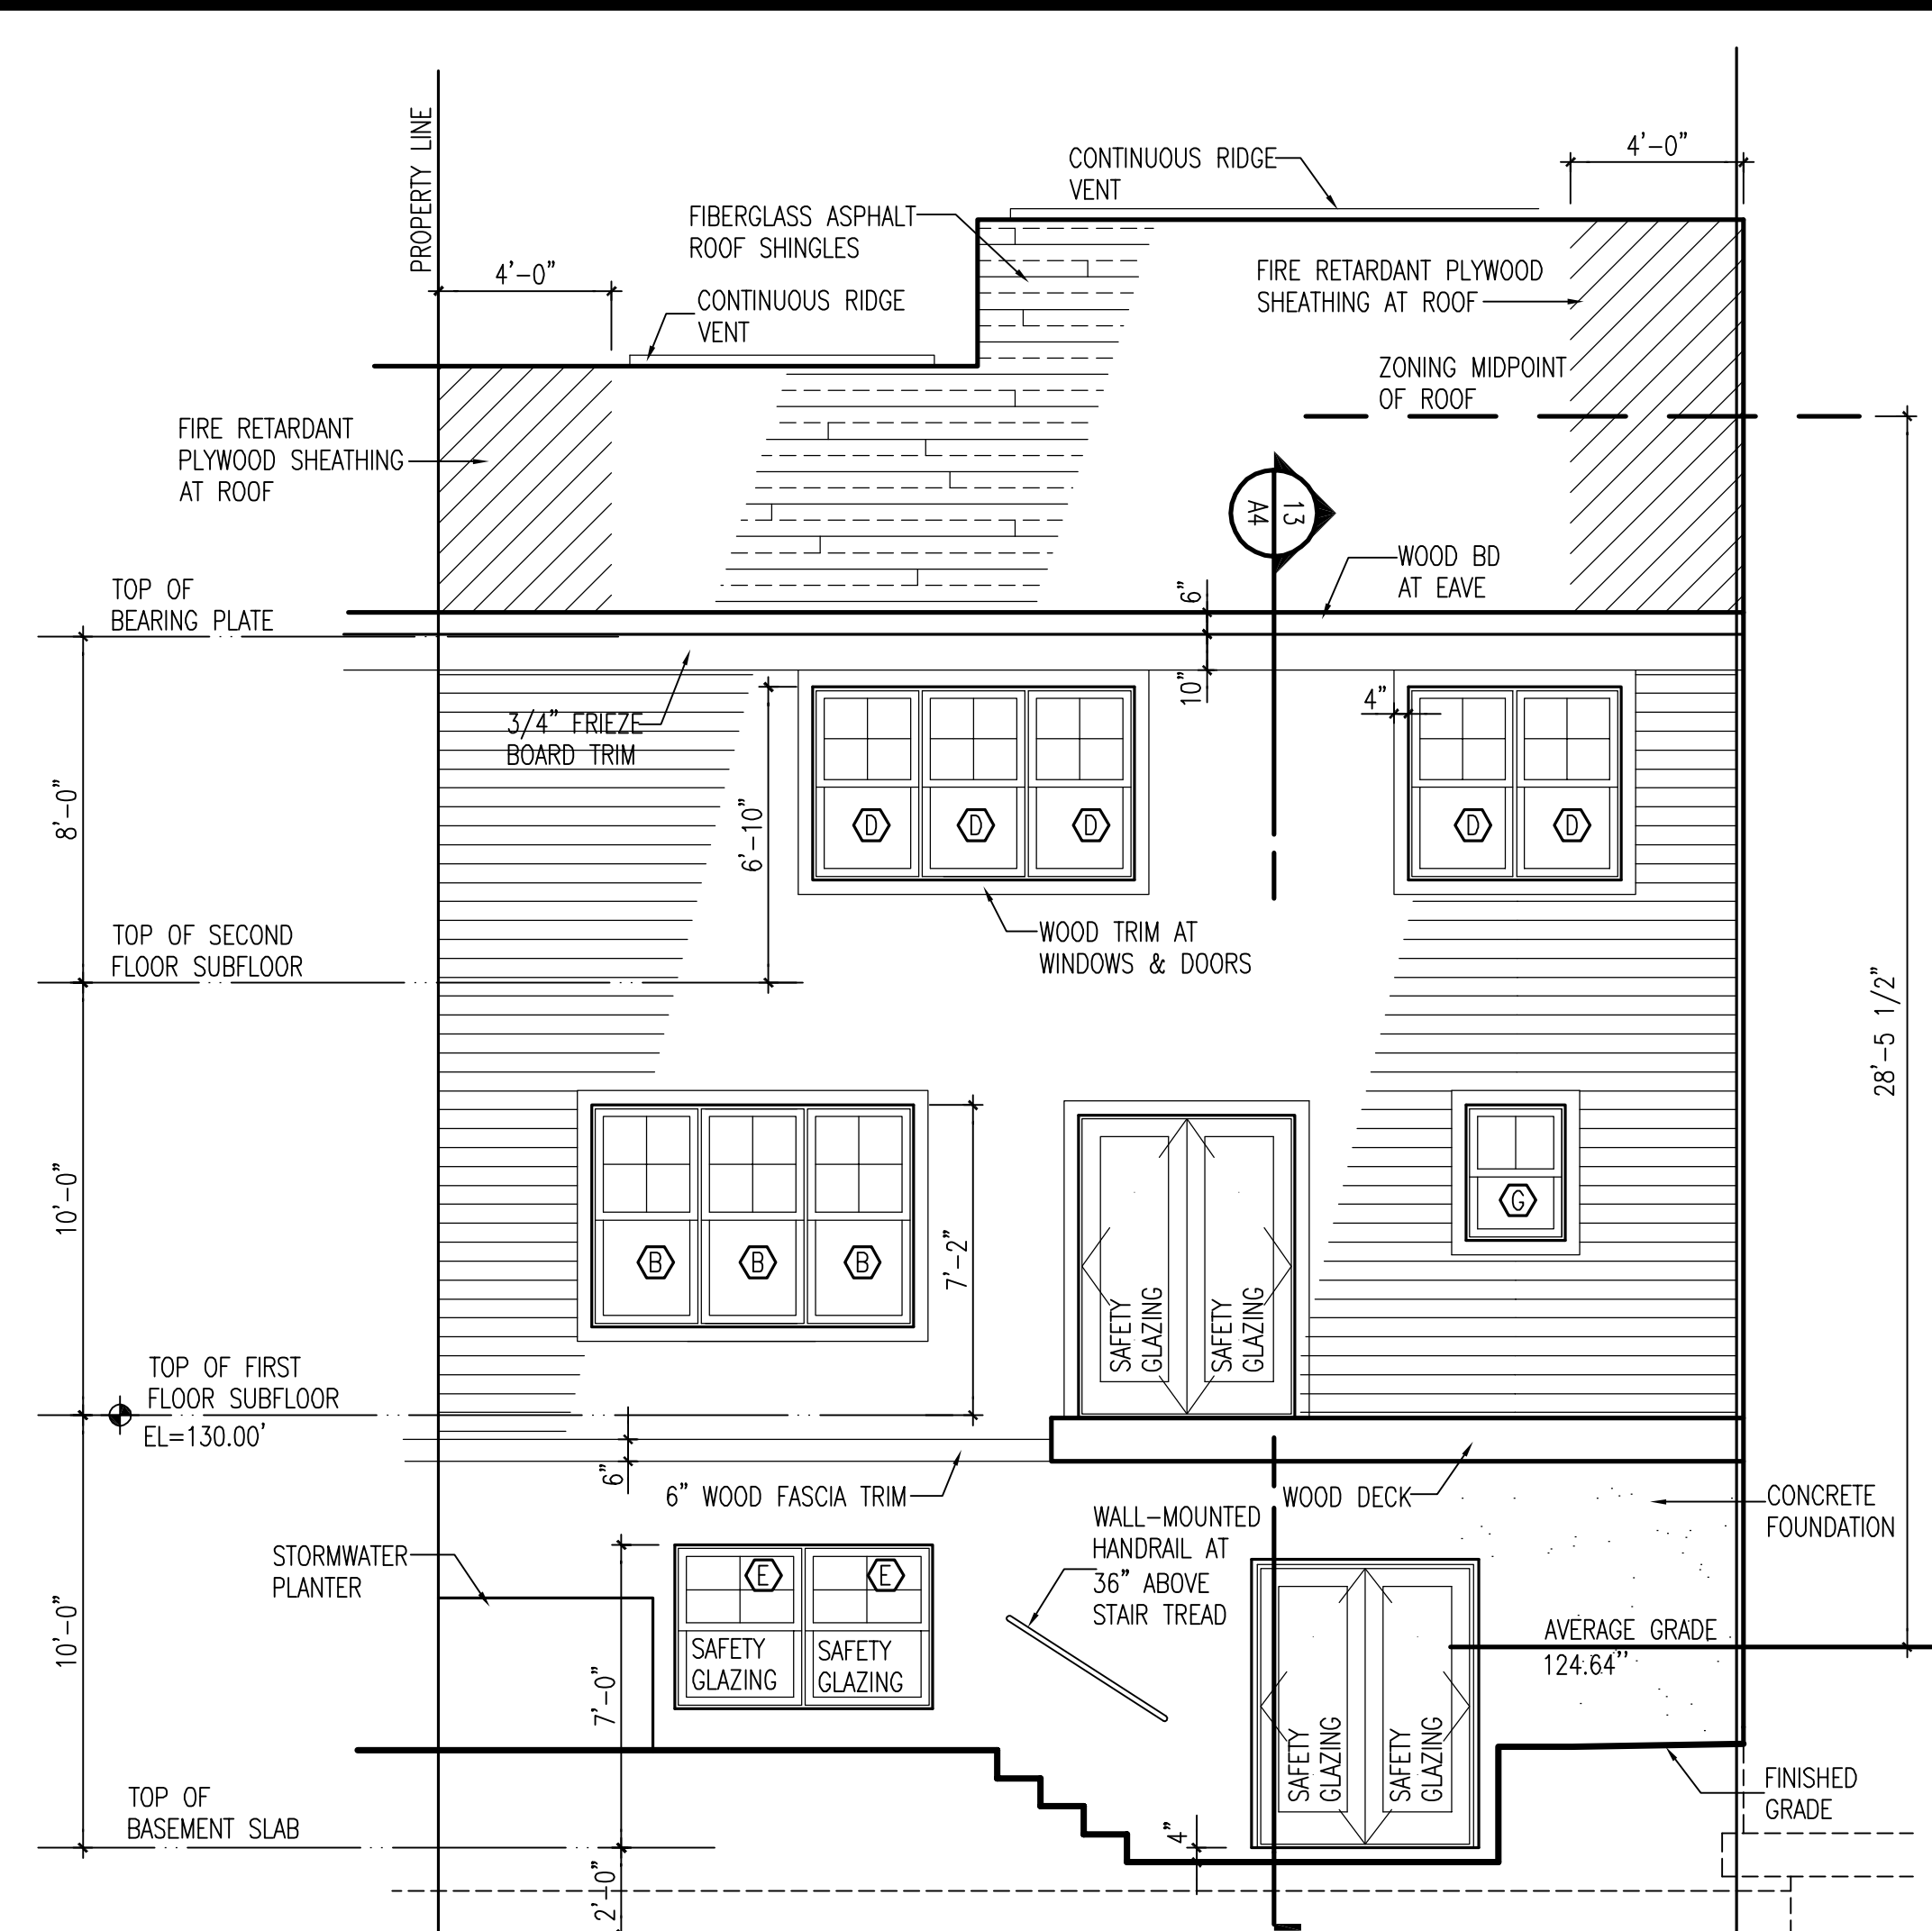 PROPERTY LINE
CONTINUOUS RIDGE
VENT
4'-0"
FIBERGLASS ASPHALT
ROOF SHINGLES
4'-0"
CONTINUOUS RIDGE
VENT
FIRE RETARDANT PLYWOOD
SHEATHING AT ROOF
ZONING MIDPOINT
OF ROOF
FIRE RETARDANT
PLYWOOD SHEATHING
AT ROOF
13
A4
WOOD BD
AT EAVE
TOP OF
BEARING PLATE
6"
10"
4"
3/4" FRIEZE
BOARD TRIM
8'-0"
6'-10"
D
D
D
D
D
TOP OF SECOND
FLOOR SUBFLOOR
WOOD TRIM AT
WINDOWS & DOORS
28'-5 1/2"
10'-0"
B
B
B
7'-2"
SAFETY
GLAZING
SAFETY
GLAZING
G
TOP OF FIRST
FLOOR SUBFLOOR
EL=130.00'
6"
6" WOOD FASCIA TRIM
WOOD DECK
CONCRETE
FOUNDATION
WALL-MOUNTED
HANDRAIL AT
36" ABOVE
STAIR TREAD
STORMWATER
PLANTER
E
E
SAFETY
GLAZING
SAFETY
GLAZING
10'-0"
7'-0"
AVERAGE GRADE
124.64''
SAFETY
GLAZING
SAFETY
GLAZING
FINISHED
GRADE
TOP OF
BASEMENT SLAB
4"
2'-0"